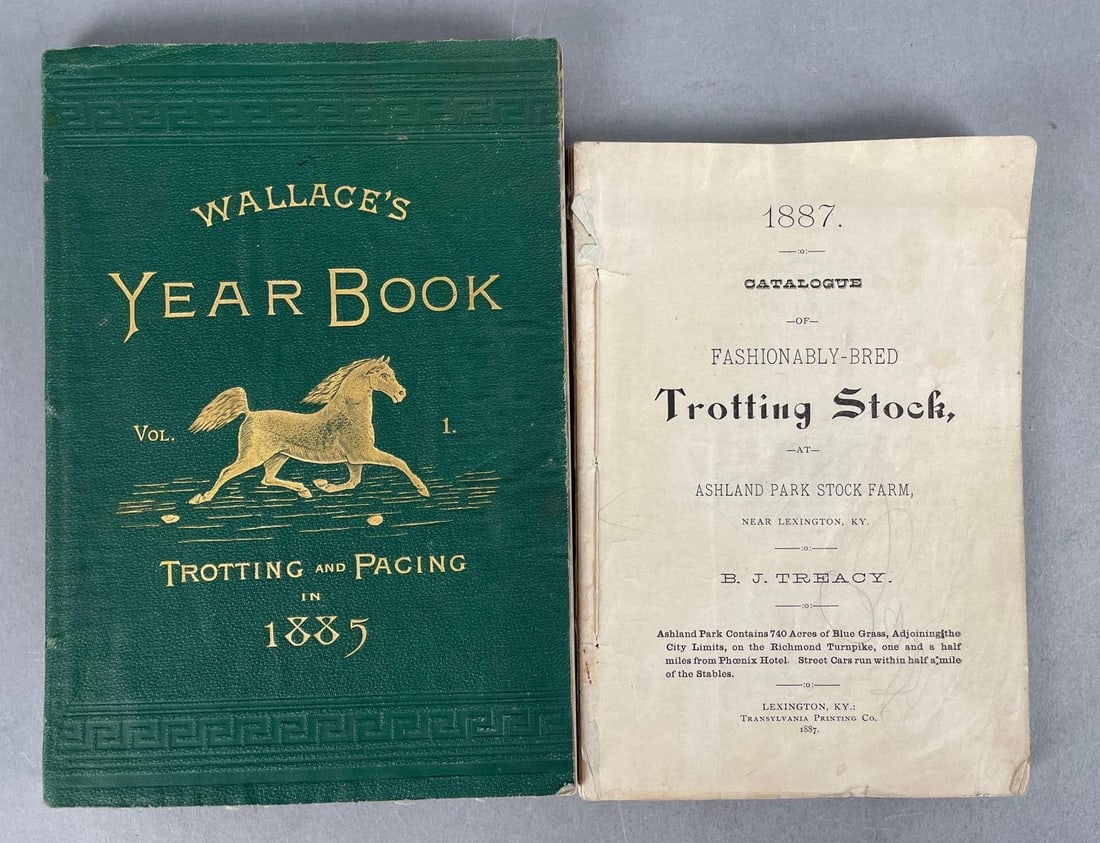 WALLACE'S
YEAR BOOK
VOL. 1.
TROTTING AND PACING
IN
1885
1887.
—:o:—
CATALOGUE
—OF—
FASHIONABLY-BRED
Trotting Stock,
—AT—
ASHLAND PARK STOCK FARM,
NEAR LEXINGTON, KY.
—:o:—
B. J. TREACY.
—:o:—
Ashland Park Contains 740 Acres of Blue Grass, Adjoining the
City Limits, on the Richmond Turnpike, one and a half
miles from Phœnix Hotel. Street Cars run within half a mile
of the Stables.
—:o:—
LEXINGTON, KY.:
TRANSYLVANIA PRINTING CO.
1887.